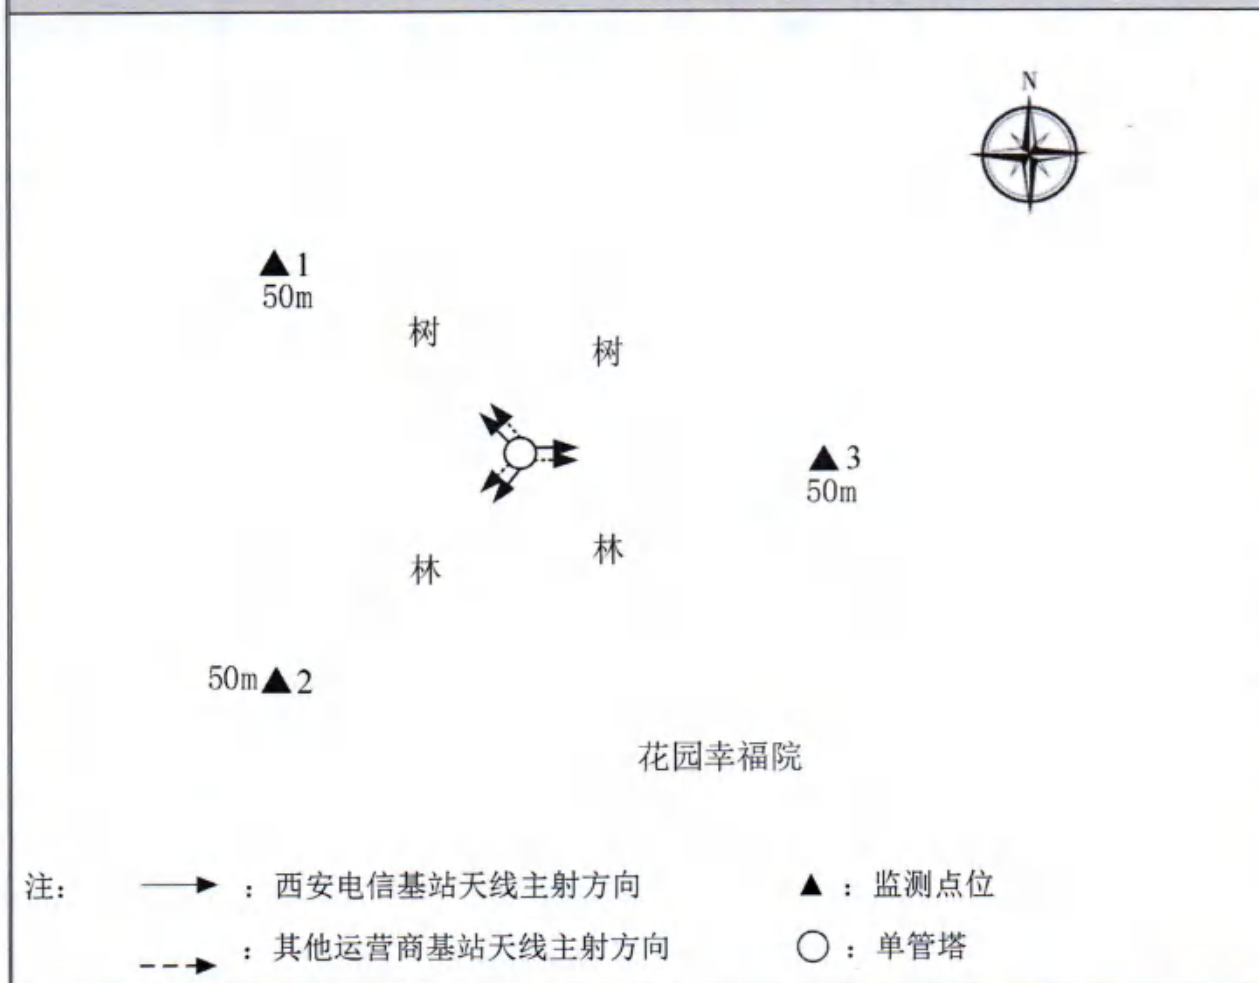 N
1
50m
树
树
3
50m
林
林
50m 2
花园幸福院
注：
：西安电信基站天线主射方向
：监测点位
：其他运营商基站天线主射方向
：单管塔